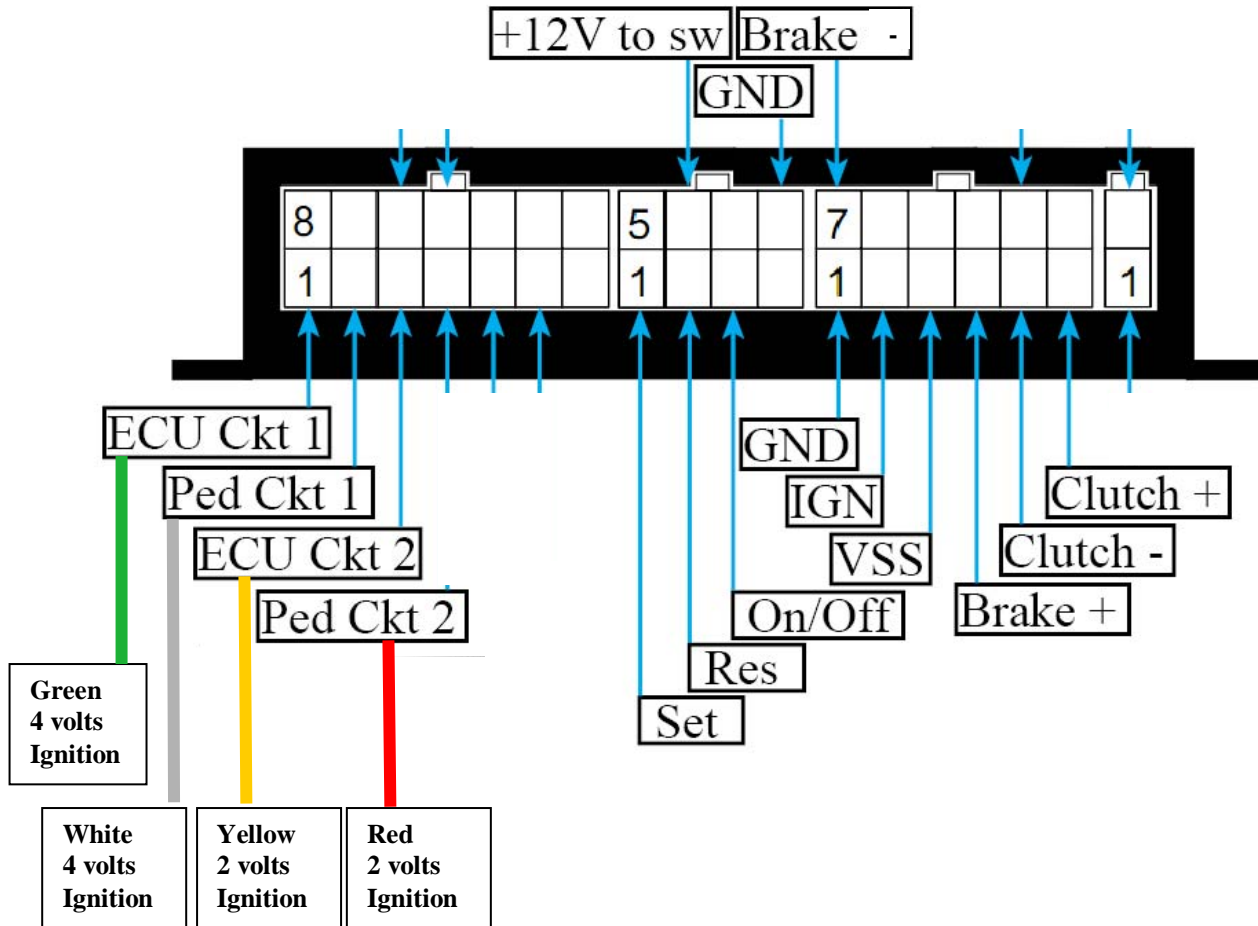 +12V to sw
Brake -
GND
8
5
7
1
1
1
1
ECU Ckt 1
Ped Ckt 1
ECU Ckt 2
Ped Ckt 2
GND
IGN
VSS
On/Off
Res
Set
Clutch +
Clutch -
Brake +
Green
4 volts
Ignition
White
4 volts
Ignition
Yellow
2 volts
Ignition
Red
2 volts
Ignition